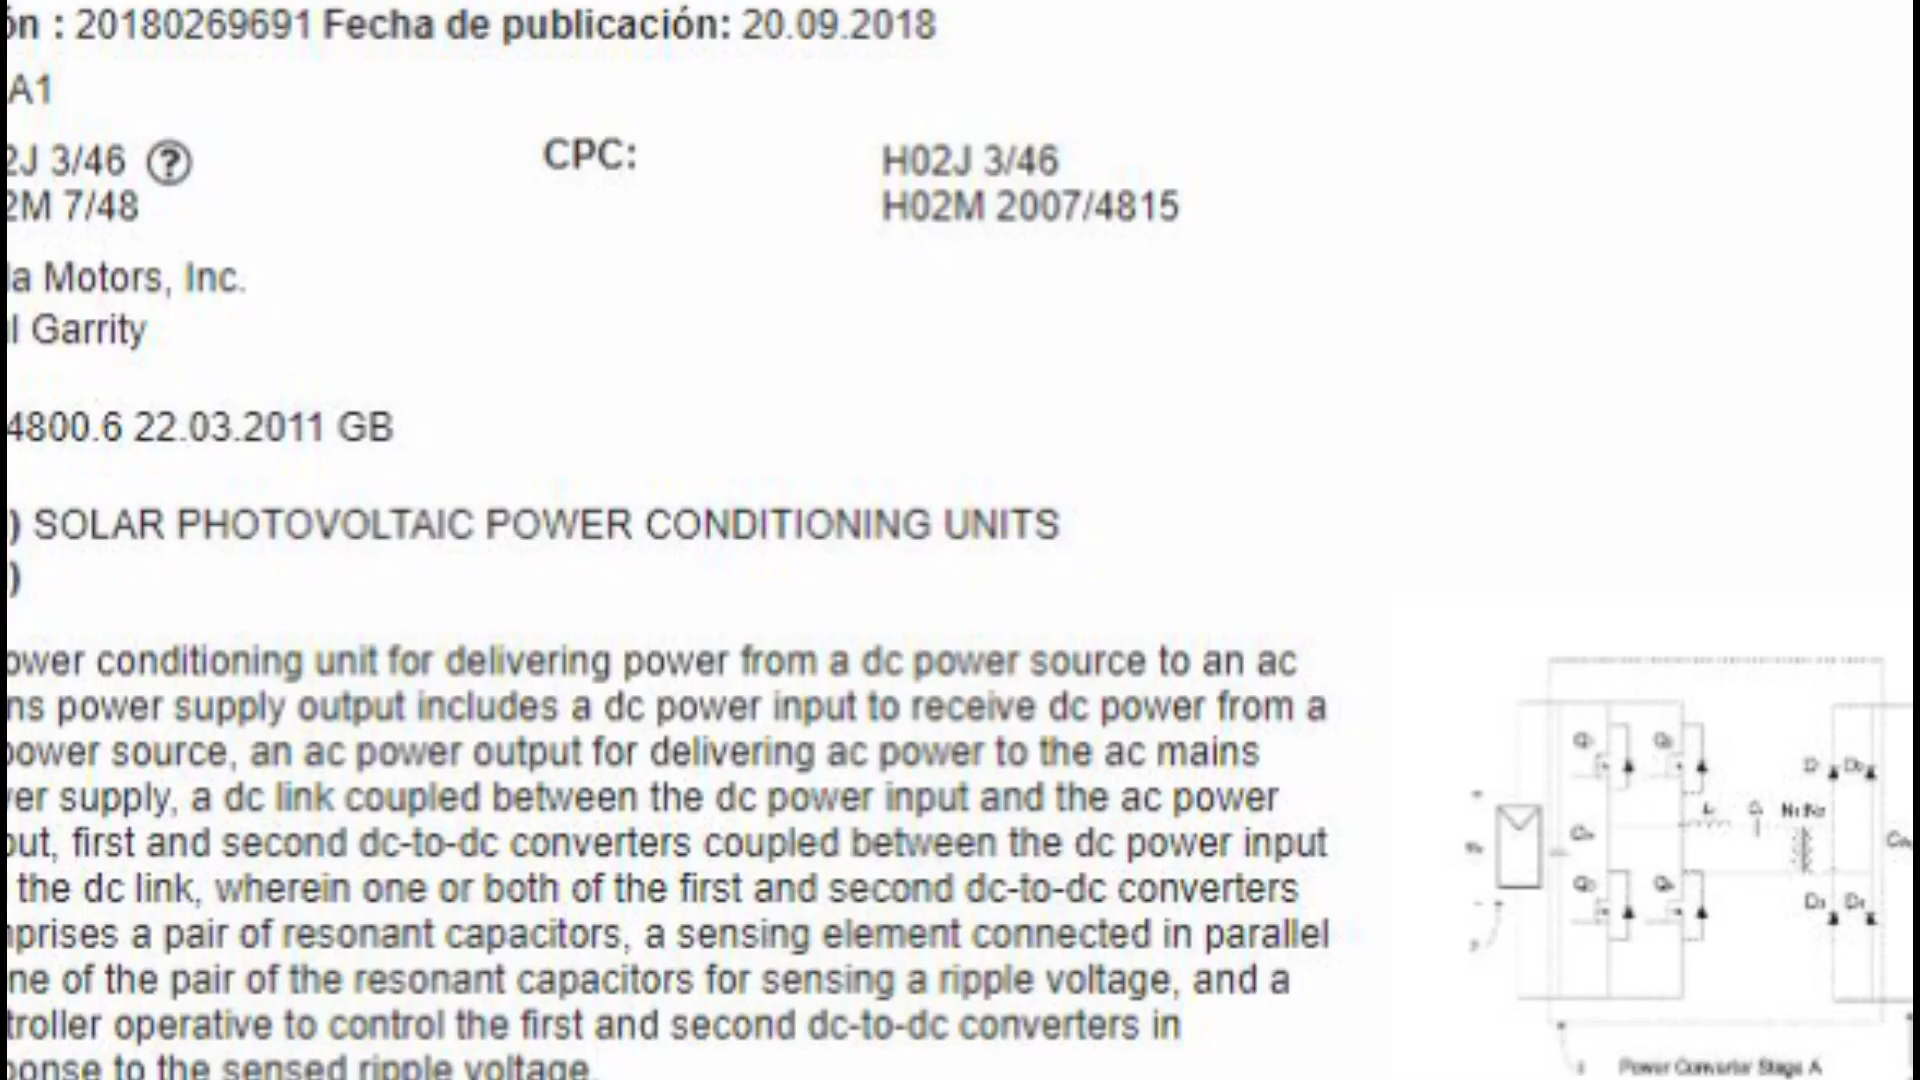 ón : 20180269691 Fecha de publicación: 20.09.2018
A1
2J 3/46 ?
2M 7/48
CPC:
H02J 3/46
H02M 2007/4815
la Motors, Inc.
l Garrity
4800.6 22.03.2011 GB
) SOLAR PHOTOVOLTAIC POWER CONDITIONING UNITS
)
ower conditioning unit for delivering power from a dc power source to an ac
ns power supply output includes a dc power input to receive dc power from a
power source, an ac power output for delivering ac power to the ac mains
er supply, a dc link coupled between the dc power input and the ac power
out, first and second dc-to-dc converters coupled between the dc power input
the dc link, wherein one or both of the first and second dc-to-dc converters
mprises a pair of resonant capacitors, a sensing element connected in parallel
ne of the pair of the resonant capacitors for sensing a ripple voltage, and a
troller operative to control the first and second dc-to-dc converters in
ponse to the sensed ripple voltage.
Power Converter Stage A